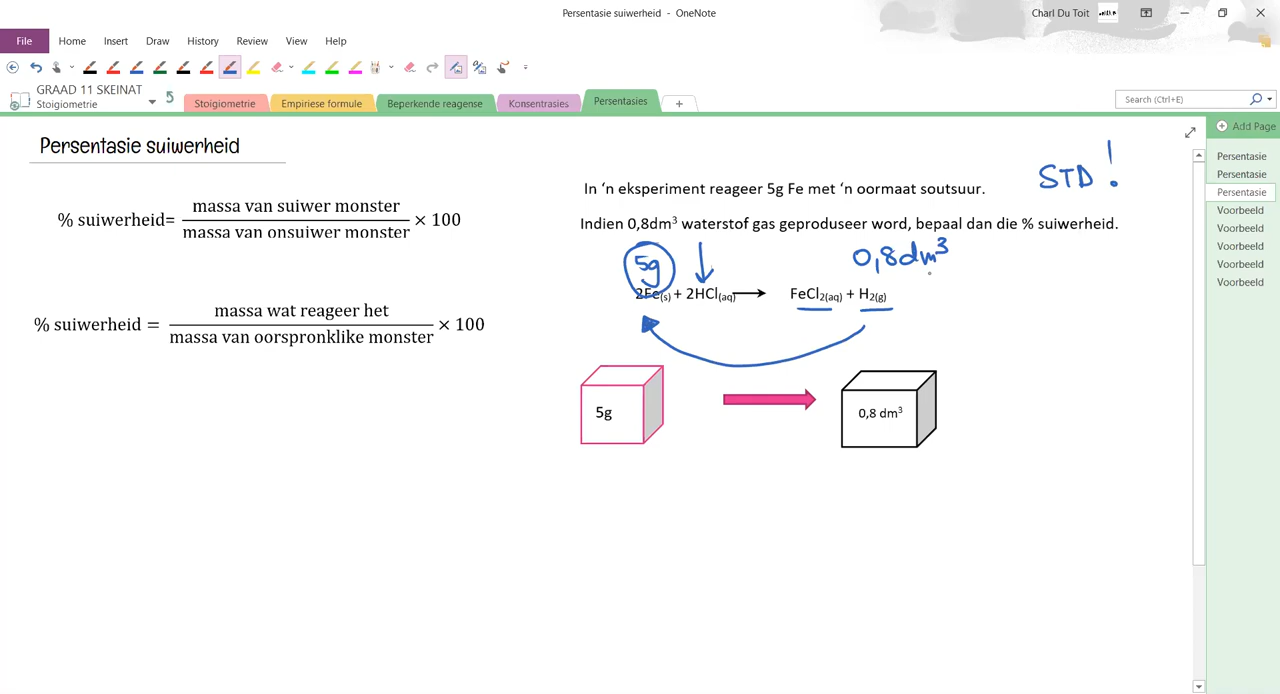 Persentasie suiwerheid - OneNote
Charl Du Toit
File Home Insert Draw History Review View Help
GRAAD 11 SKEINAT
Stoigiometrie
Stoigiometrie Empiriese formule Beperkende reagense Konsentrasies Persentasies +
Search (Ctrl+E)
Add Page
Persentasie
Persentasie
Persentasie
Voorbeeld
Voorbeeld
Voorbeeld
Voorbeeld
Voorbeeld
Persentasie suiwerheid
% suiwerheid= massa van suiwer monster / massa van onsuiwer monster × 100
% suiwerheid = massa wat reageer het / massa van oorspronklike monster × 100
STD!
In ‘n eksperiment reageer 5g Fe met ‘n oormaat soutsuur.
Indien 0,8dm³ waterstof gas geproduseer word, bepaal dan die % suiwerheid.
5g 0,8dm³
2Fe(s) + 2HCl(aq) ⟶ FeCl2(aq) + H2(g)
5g 0,8 dm³